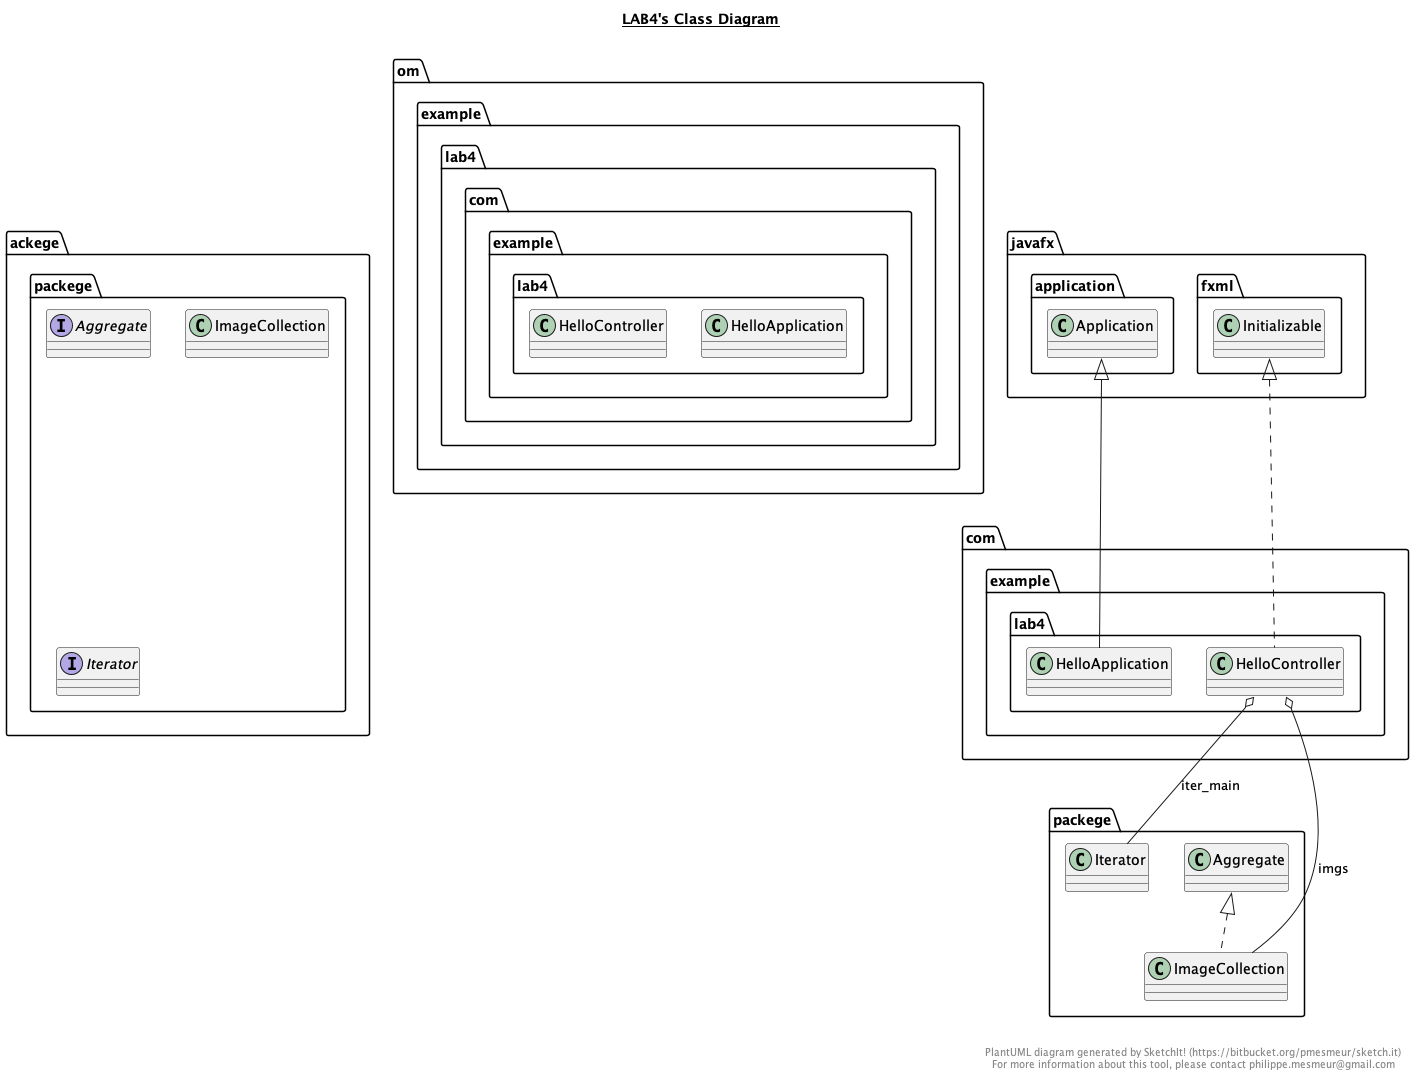 LAB4's Class Diagram
om
example
lab4
com
example
lab4
C HelloController
C HelloApplication
ackege
packege
I Aggregate
C ImageCollection
I Iterator
javafx
application
C Application
fxml
C Initializable
com
example
lab4
C HelloApplication
C HelloController
iter_main
imgs
packege
C Iterator
C Aggregate
C ImageCollection
PlantUML diagram generated by SketchIt! (https://bitbucket.org/pmesmeur/sketch.it)
For more information about this tool, please contact philippe.mesmeur@gmail.com